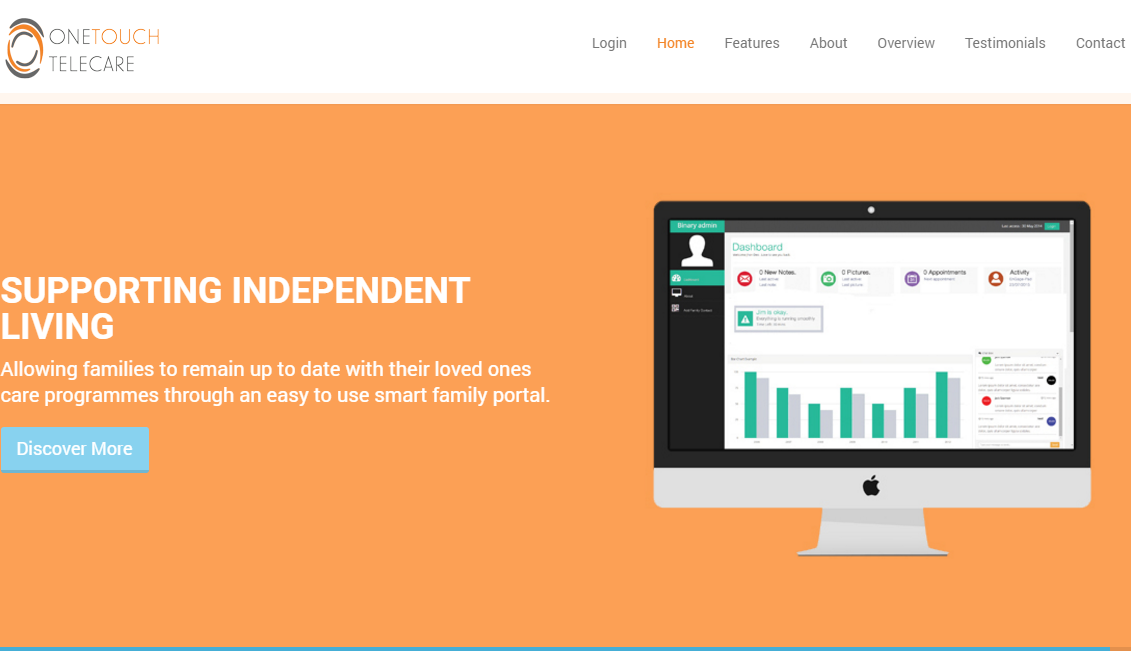 ONETOUCH
TELECARE
Login Home Features About Overview Testimonials Contact
SUPPORTING INDEPENDENT
LIVING
Allowing families to remain up to date with their loved ones
care programmes through an easy to use smart family portal.
Discover More
Binary admin
Dashboard
0 New Notes.
0 Pictures.
0 Appointments
Activity
Jim is okay.
Everything is running smoothly